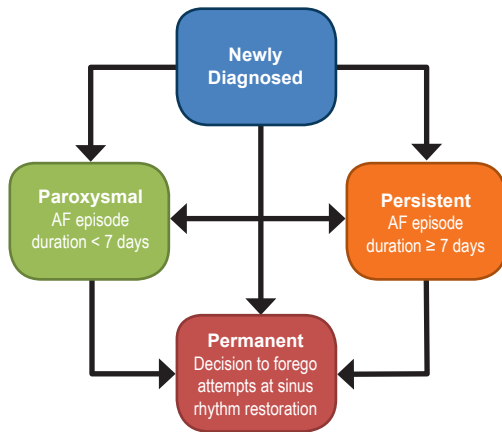 Newly
Diagnosed
Paroxysmal
AF episode
duration < 7 days
Persistent
AF episode
duration ≥ 7 days
Permanent
Decision to forego
attempts at sinus
rhythm restoration